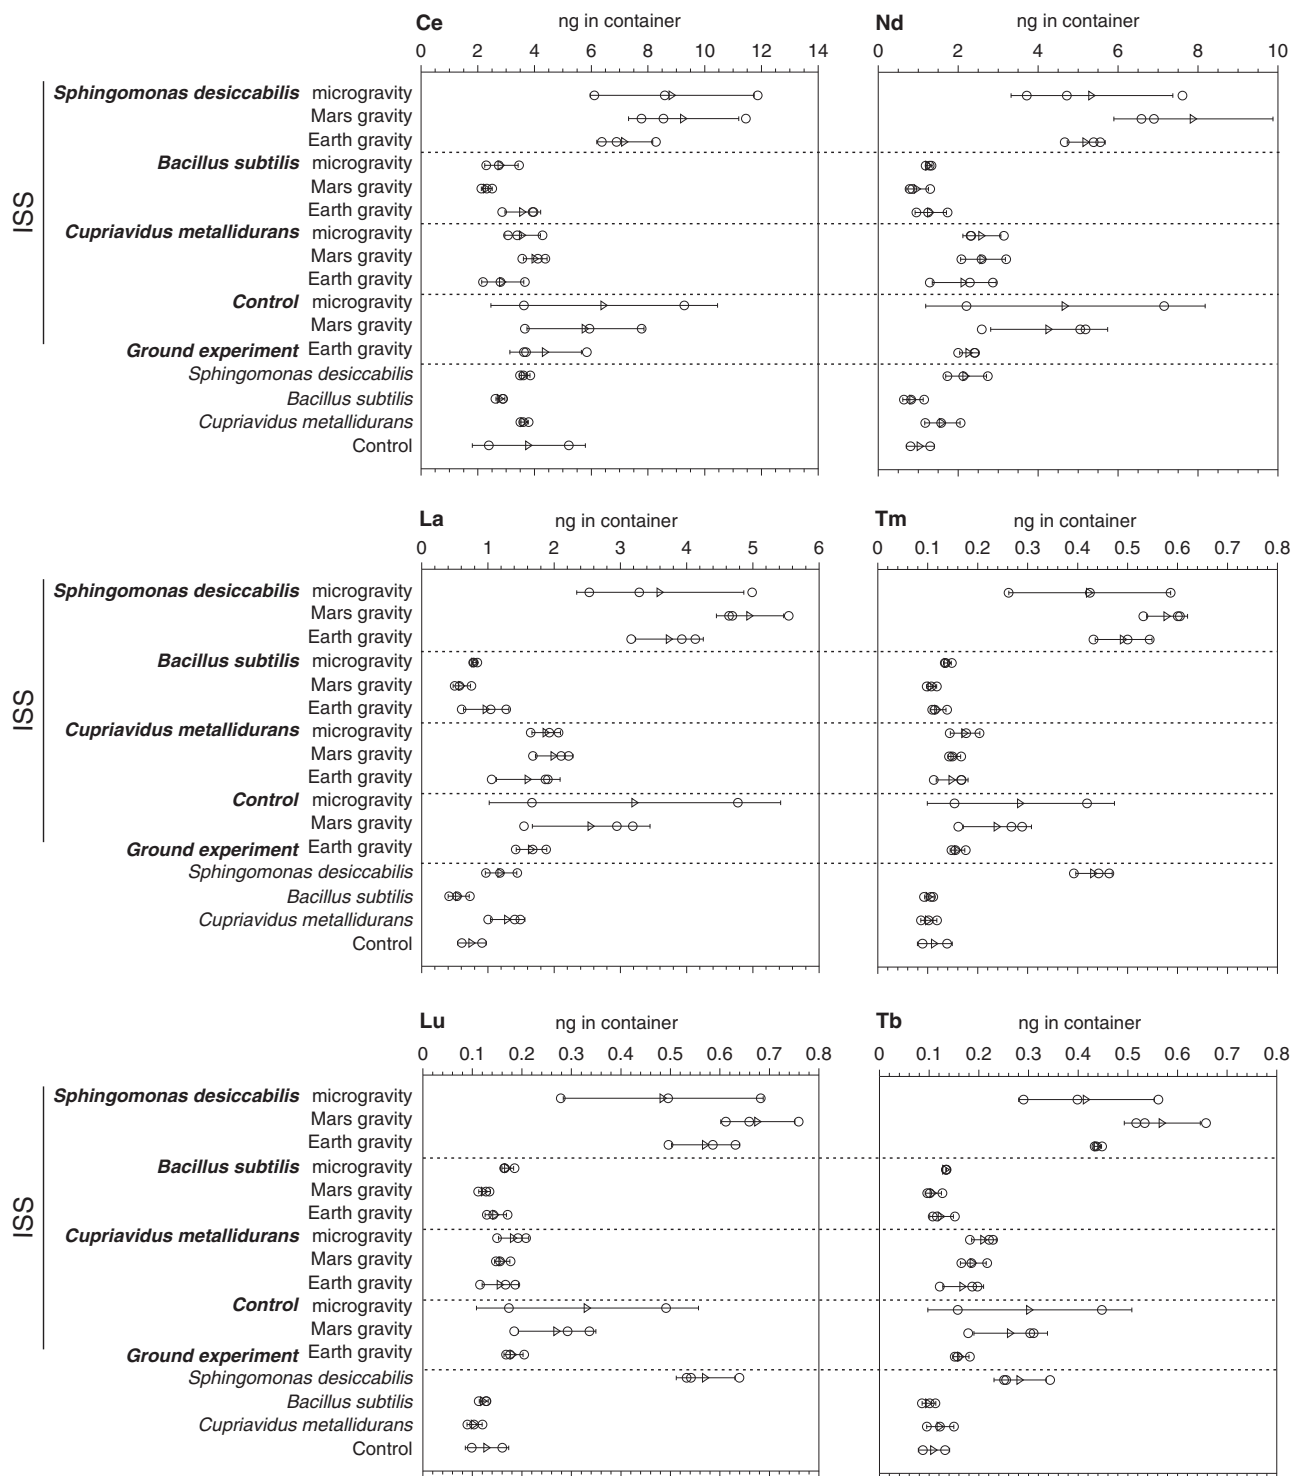 Ce ng in container Nd ng in container
0 2 4 6 8 10 12 14 0 2 4 6 8 10
ISS
Sphingomonas desiccabilis microgravity
Mars gravity
Earth gravity
Bacillus subtilis microgravity
Mars gravity
Earth gravity
Cupriavidus metallidurans microgravity
Mars gravity
Earth gravity
Control microgravity
Mars gravity
Ground experiment Earth gravity
Sphingomonas desiccabilis
Bacillus subtilis
Cupriavidus metallidurans
Control
La ng in container Tm ng in container
0 1 2 3 4 5 6 0 0.1 0.2 0.3 0.4 0.5 0.6 0.7 0.8
ISS
Sphingomonas desiccabilis microgravity
Mars gravity
Earth gravity
Bacillus subtilis microgravity
Mars gravity
Earth gravity
Cupriavidus metallidurans microgravity
Mars gravity
Earth gravity
Control microgravity
Mars gravity
Ground experiment Earth gravity
Sphingomonas desiccabilis
Bacillus subtilis
Cupriavidus metallidurans
Control
Lu ng in container Tb ng in container
0 0.1 0.2 0.3 0.4 0.5 0.6 0.7 0.8 0 0.1 0.2 0.3 0.4 0.5 0.6 0.7 0.8
ISS
Sphingomonas desiccabilis microgravity
Mars gravity
Earth gravity
Bacillus subtilis microgravity
Mars gravity
Earth gravity
Cupriavidus metallidurans microgravity
Mars gravity
Earth gravity
Control microgravity
Mars gravity
Ground experiment Earth gravity
Sphingomonas desiccabilis
Bacillus subtilis
Cupriavidus metallidurans
Control